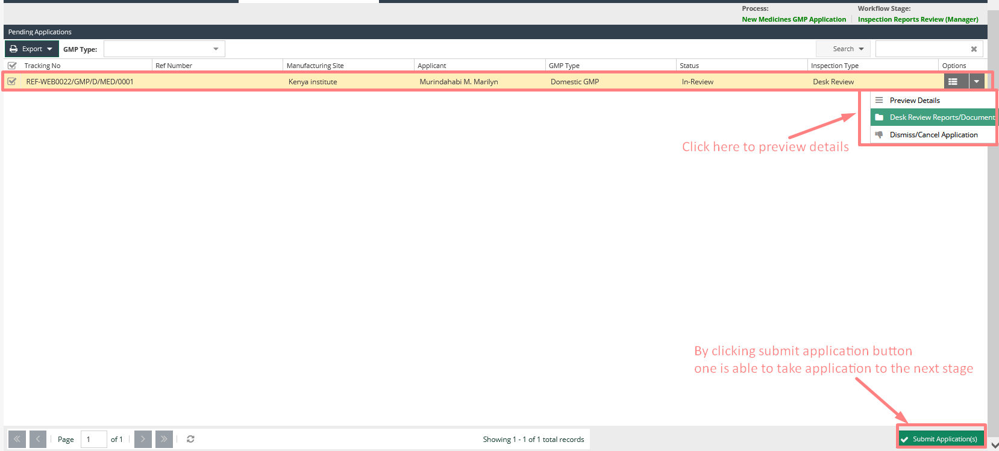 Process: Workflow Stage:
New Medicines GMP Application Inspection Reports Review (Manager)
Pending Applications
Export GMP Type: Search
Tracking No Ref Number Manufacturing Site Applicant GMP Type Status Inspection Type Options
REF-WEB0022/GMP/D/MED/0001 Kenya institute Murindahabi M. Marilyn Domestic GMP In-Review Desk Review
Preview Details
Desk Review Reports/Document
Dismiss/Cancel Application
Click here to preview details
By clicking submit application button
one is able to take application to the next stage
Page 1 of 1 Showing 1 - 1 of 1 total records Submit Application(s)